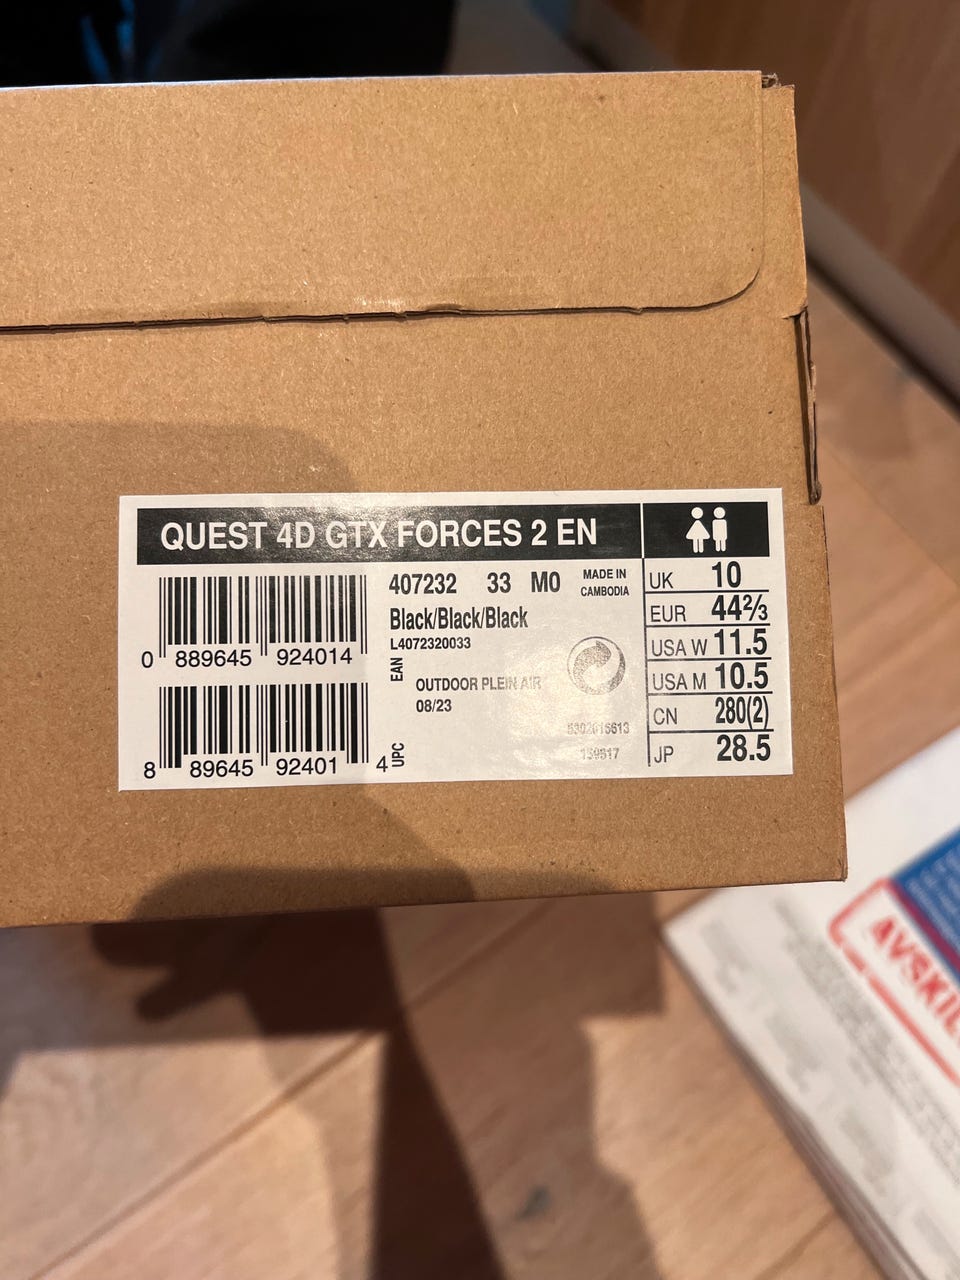 QUEST 4D GTX FORCES 2 EN
407232 33 M0 MADE IN CAMBODIA
Black/Black/Black
L4072320033
0 889645 924014
EAN
OUTDOOR PLEIN AIR
08/23
8 89645 92401 4
UPC
UK 10
EUR 44⅔
USA W 11.5
USA M 10.5
CN 280(2)
JP 28.5